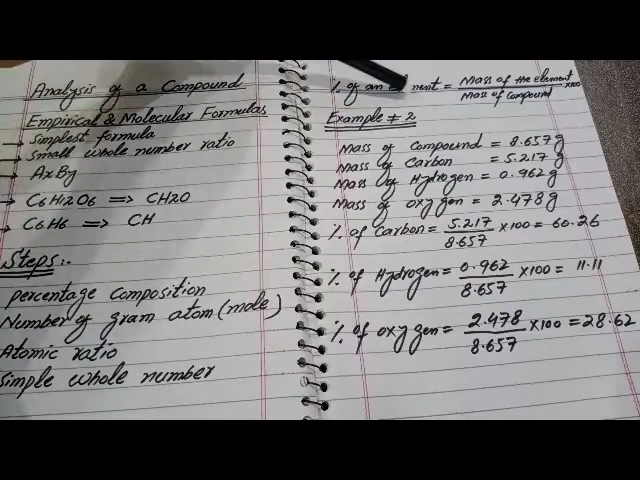 Analysis of a Compound
Empirical & Molecular Formulas
→ Simplest formula
→ Small whole number ratio
→ AxBy
→ C6H12O6 ⇒ CH2O
→ C6H6 ⇒ CH
Steps:-
percentage Composition
Number of gram atom (mole)
Atomic ratio
Simple whole number
% of an = Mass of the element / Mass of Compound ×100
Example # 2
Mass of Compound = 8.657g
Mass of Carbon = 5.217g
Mass of Hydrogen = 0.962g
Mass of oxygen = 2.478g
% of Carbon = 5.217 / 8.657 ×100 = 60.26
% of Hydrogen = 0.962 / 8.657 ×100 = 11.11
% of oxygen = 2.478 / 8.657 ×100 = 28.62